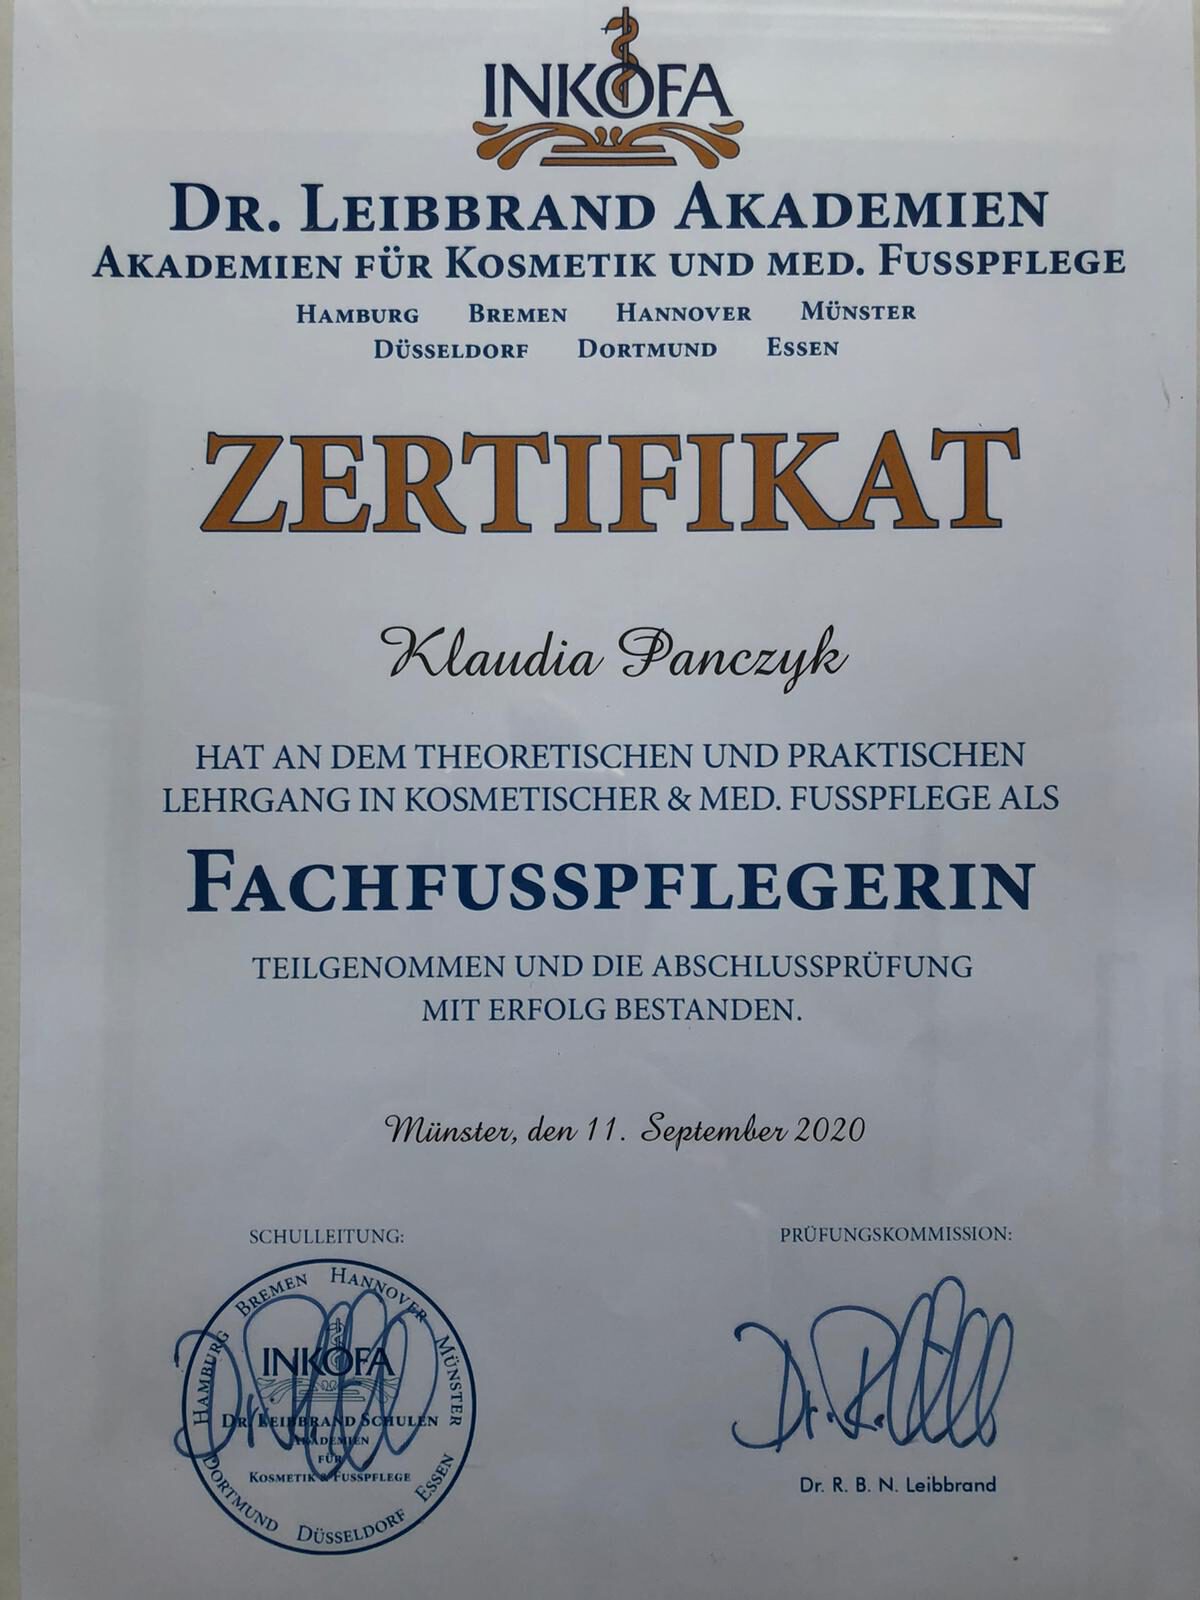 INKOFA
DR. LEIBBRAND AKADEMIEN
AKADEMIEN FÜR KOSMETIK UND MED. FUSSPFLEGE
HAMBURG BREMEN HANNOVER MÜNSTER
DÜSSELDORF DORTMUND ESSEN
ZERTIFIKAT
Klaudia Panczyk
HAT AN DEM THEORETISCHEN UND PRAKTISCHEN
LEHRGANG IN KOSMETISCHER & MED. FUSSPFLEGE ALS
FACHFUSSPFLEGERIN
TEILGENOMMEN UND DIE ABSCHLUSSPRÜFUNG
MIT ERFOLG BESTANDEN.
Münster, den 11. September 2020
SCHULLEITUNG:
PRÜFUNGSKOMMISSION:
HAMBURG BREMEN HANNOVER MÜNSTER
INKOFA
DR. LEIBBRAND SCHULEN
AKADEMIEN
FÜR
KOSMETIK & FUSSPFLEGE
DORTMUND DÜSSELDORF ESSEN
Dr. R. B. N. Leibbrand